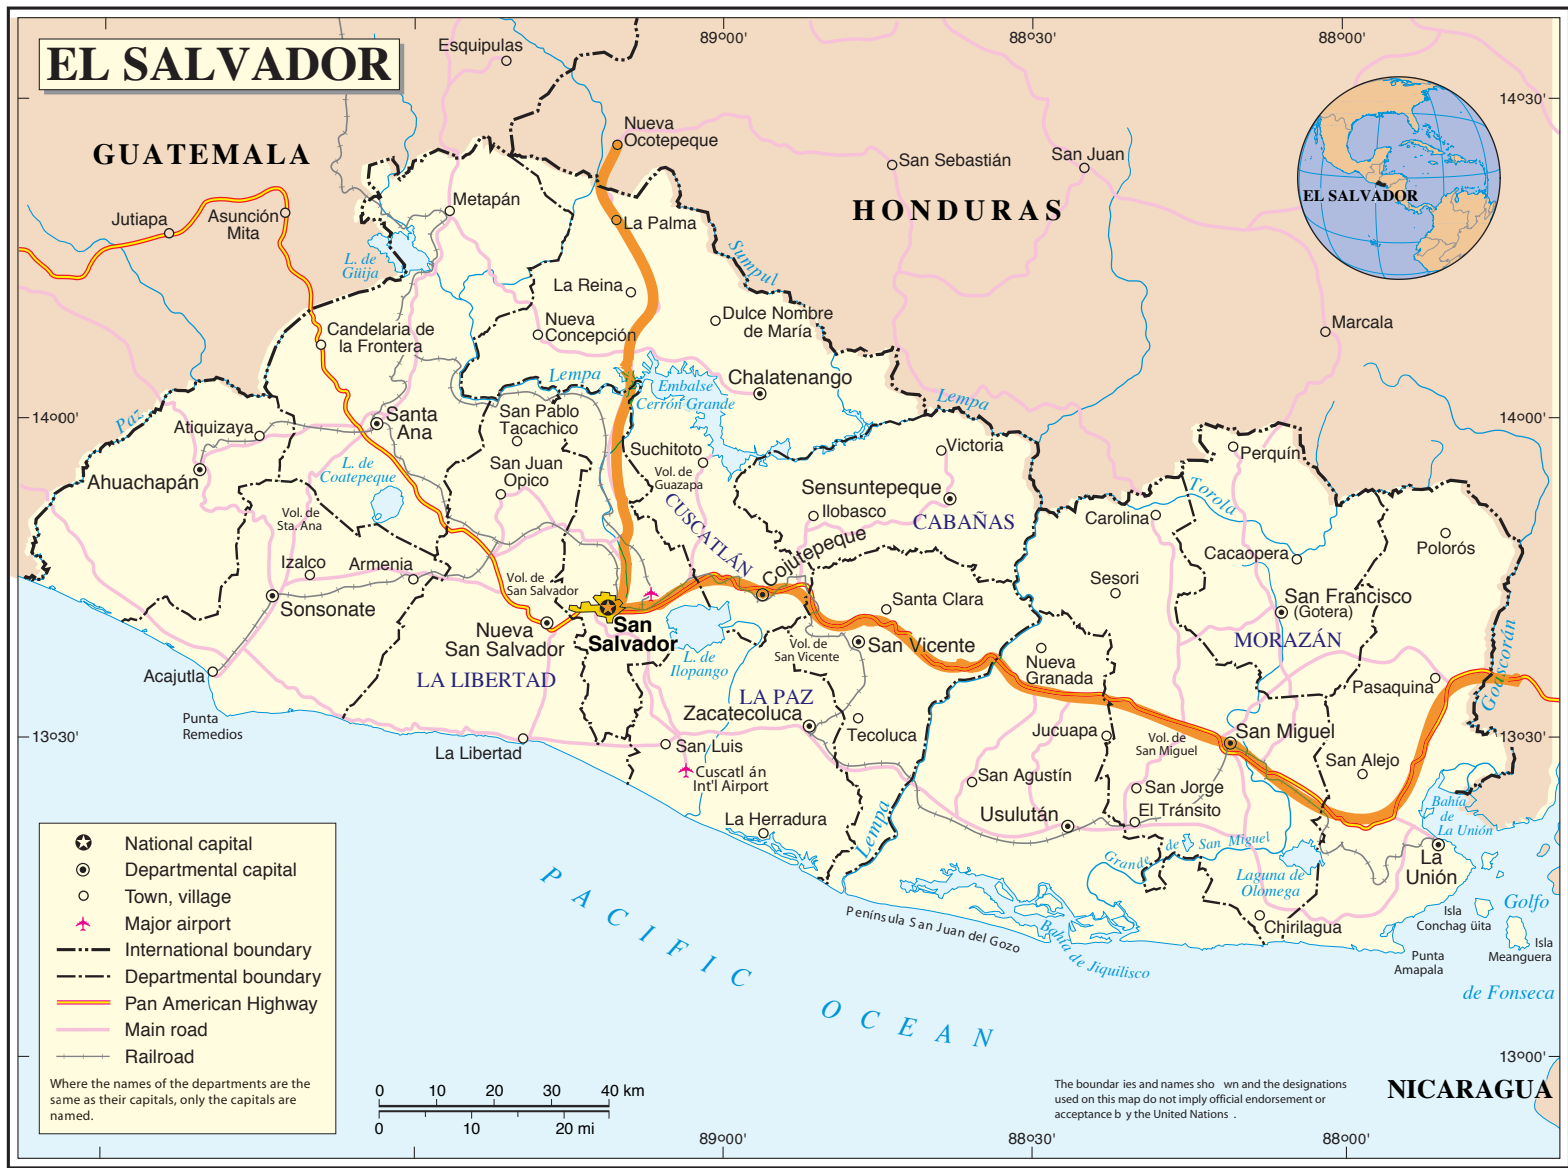 EL SALVADOR
89°00'
88°30'
88°00'
14°30'
14°00'
13°30'
13°00'
14°00'
13°30'
89°00'
88°30'
88°00'
GUATEMALA
HONDURAS
NICARAGUA
EL SALVADOR
Esquipulas
Nueva
Ocotepeque
San Sebastián
San Juan
Marcala
Jutiapa
Asunción
Mita
Metapán
La Palma
L. de
Güija
Sumpul
La Reina
Nueva
Concepción
Dulce Nombre
de María
Candelaria de
la Frontera
Lempa
Embalse
Cerrón Grande
Chalatenango
Lempa
Paz
Atiquizaya
Santa
Ana
San Pablo
Tacachico
Suchitoto
Vol. de
Guazapa
Victoria
Perquín
Ahuachapán
L. de
Coatepeque
San Juan
Opico
Sensuntepeque
Ilobasco
CABAÑAS
CUSCATLÁN
Cojutepeque
Carolina
Torola
Cacaopera
Polorós
Vol. de
Sta. Ana
Izalco
Armenia
Vol. de
San Salvador
Sesori
San Francisco
(Gotera)
MORAZÁN
Sonsonate
Nueva
San Salvador
San
Salvador
L. de
Ilopango
Santa Clara
Vol. de
San Vicente
San Vicente
Nueva
Granada
Goascorán
Acajutla
LA LIBERTAD
LA PAZ
Pasaquina
Punta
Remedios
Zacatecoluca
Tecoluca
Jucuapa
Vol. de
San Miguel
San Miguel
La Libertad
San Luis
San Alejo
Cuscatl án
Int'l Airport
San Agustín
San Jorge
El Tránsito
Usulután
La Herradura
Lempa
Grande de San Miguel
Bahía
de
La Unión
La
Unión
Laguna de
Olomega
Golfo
Isla
Conchag üita
Isla
Meanguera
Península San Juan del Gozo
Bahía de Jiquilisco
Chirilagua
Punta
Amapala
de Fonseca
PACIFIC OCEAN
National capital
Departmental capital
Town, village
Major airport
International boundary
Departmental boundary
Pan American Highway
Main road
Railroad
Where the names of the departments are the
same as their capitals, only the capitals are
named.
0 10 20 30 40 km
0 10 20 mi
The boundar ies and names sho wn and the designations
used on this map do not imply official endorsement or
acceptance b y the United Nations .